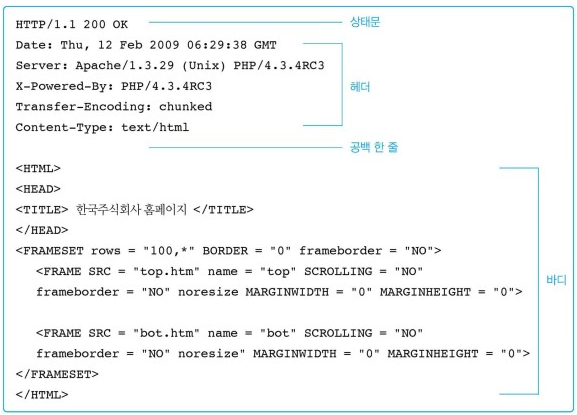 HTTP/1.1 200 OK 상태문
Date: Thu, 12 Feb 2009 06:29:38 GMT
Server: Apache/1.3.29 (Unix) PHP/4.3.4RC3
X-Powered-By: PHP/4.3.4RC3 헤더
Transfer-Encoding: chunked
Content-Type: text/html
공백 한 줄
<HTML>
<HEAD>
<TITLE> 한국주식회사 홈페이지 </TITLE>
</HEAD>
<FRAMESET rows = "100,*" BORDER = "0" frameborder = "NO">
<FRAME SRC = "top.htm" name = "top" SCROLLING = "NO"
바디
frameborder = "NO" noresize MARGINWIDTH = "0" MARGINHEIGHT = "0">
<FRAME SRC = "bot.htm" name = "bot" SCROLLING = "NO"
frameborder = "NO" noresize" MARGINWIDTH = "0" MARGINHEIGHT = "0">
</FRAMESET>
</HTML>